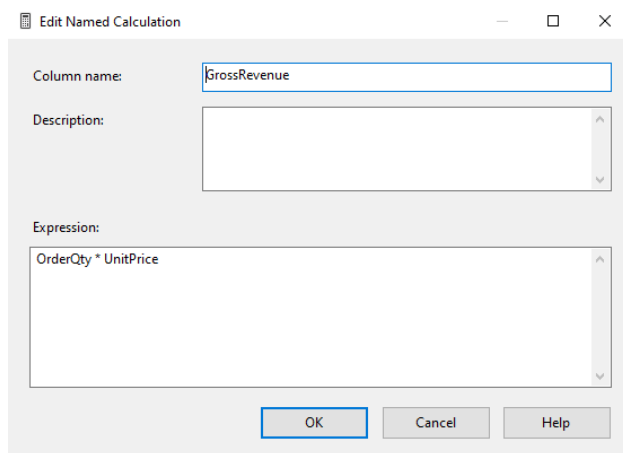 Edit Named Calculation
Column name: GrossRevenue
Description:
Expression:
OrderQty * UnitPrice
OK Cancel Help